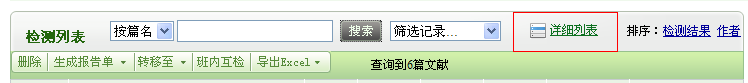 检测列表 按篇名 搜索 筛选记录... 详细列表 排序：检测结果 作者
删除 生成报告单 转移至 班内互检 导出Excel 查询到6篇文献